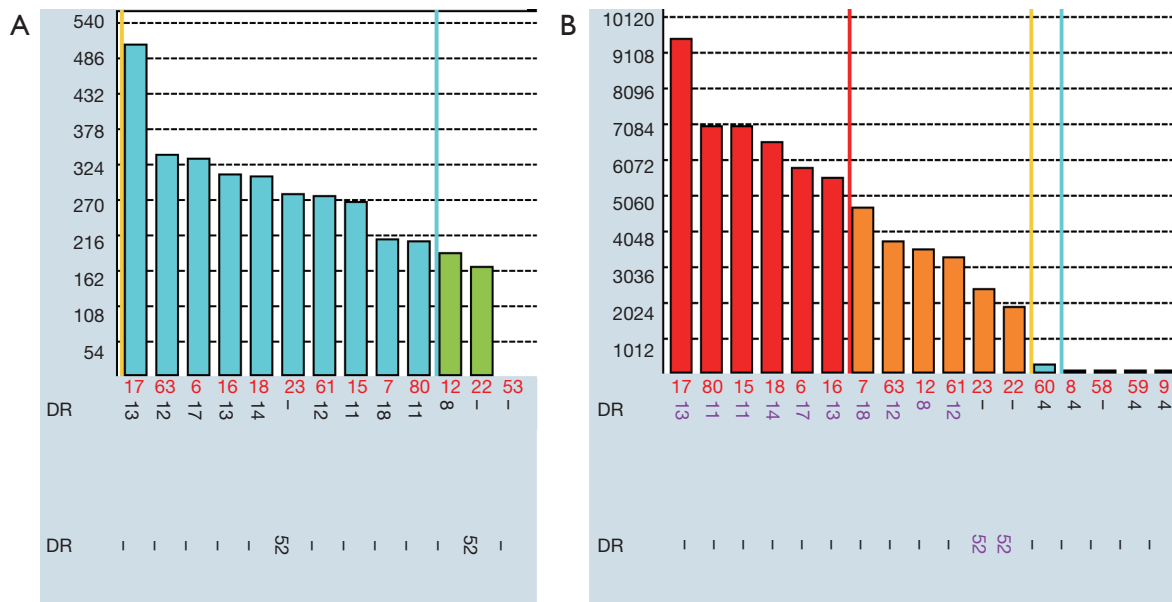 A
540
486
432
378
324
270
216
162
108
54
17 63 6 16 18 23 61 15 7 80 12 22 53
DR 13 12 17 13 14 – 12 11 18 11 8 – –
DR – – – – – 52 – – – – – 52 –
B
10120
9108
8096
7084
6072
5060
4048
3036
2024
1012
17 80 15 18 6 16 7 63 12 61 23 22 60 8 58 59 9
DR 13 11 11 14 17 13 18 12 8 12 – – 4 4 – 4 4
DR – – – – – – – – – – 52 52 – – – – –